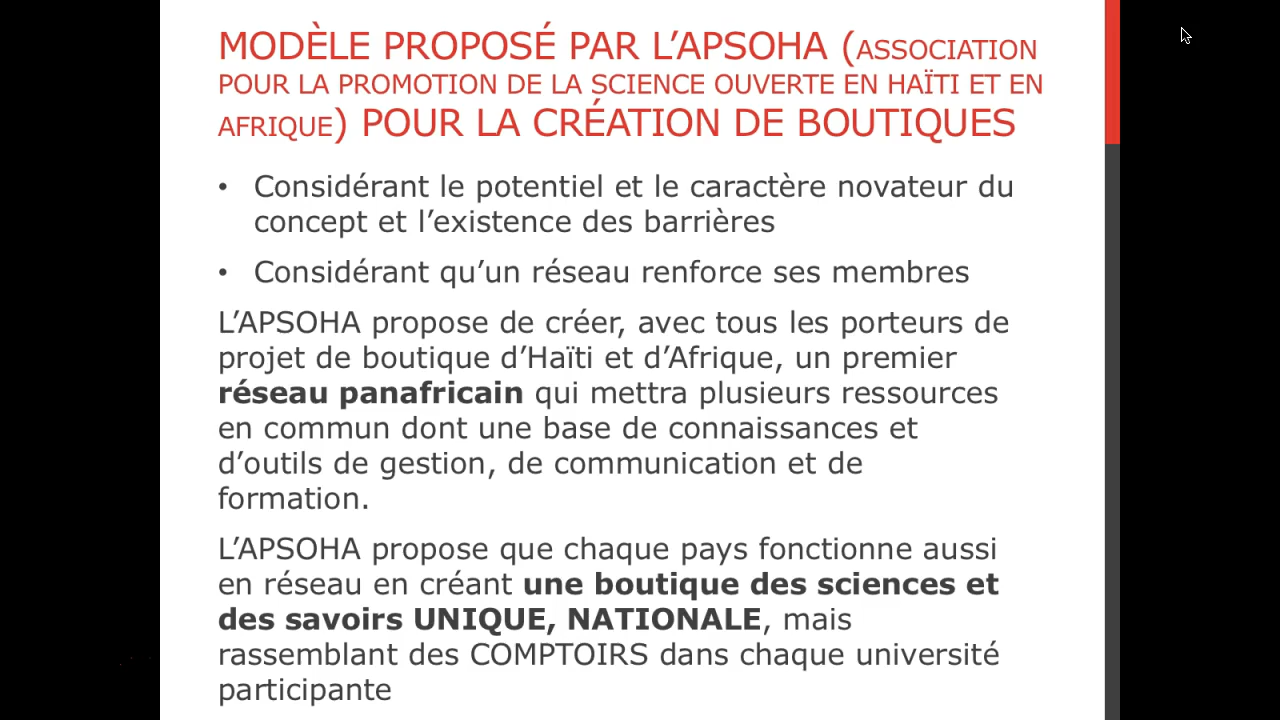 MODÈLE PROPOSÉ PAR L’APSOHA (ASSOCIATION
POUR LA PROMOTION DE LA SCIENCE OUVERTE EN HAÏTI ET EN
AFRIQUE) POUR LA CRÉATION DE BOUTIQUES
• Considérant le potentiel et le caractère novateur du
concept et l’existence des barrières
• Considérant qu’un réseau renforce ses membres
L’APSOHA propose de créer, avec tous les porteurs de
projet de boutique d’Haïti et d’Afrique, un premier
réseau panafricain qui mettra plusieurs ressources
en commun dont une base de connaissances et
d’outils de gestion, de communication et de
formation.
L’APSOHA propose que chaque pays fonctionne aussi
en réseau en créant une boutique des sciences et
des savoirs UNIQUE, NATIONALE, mais
rassemblant des COMPTOIRS dans chaque université
participante